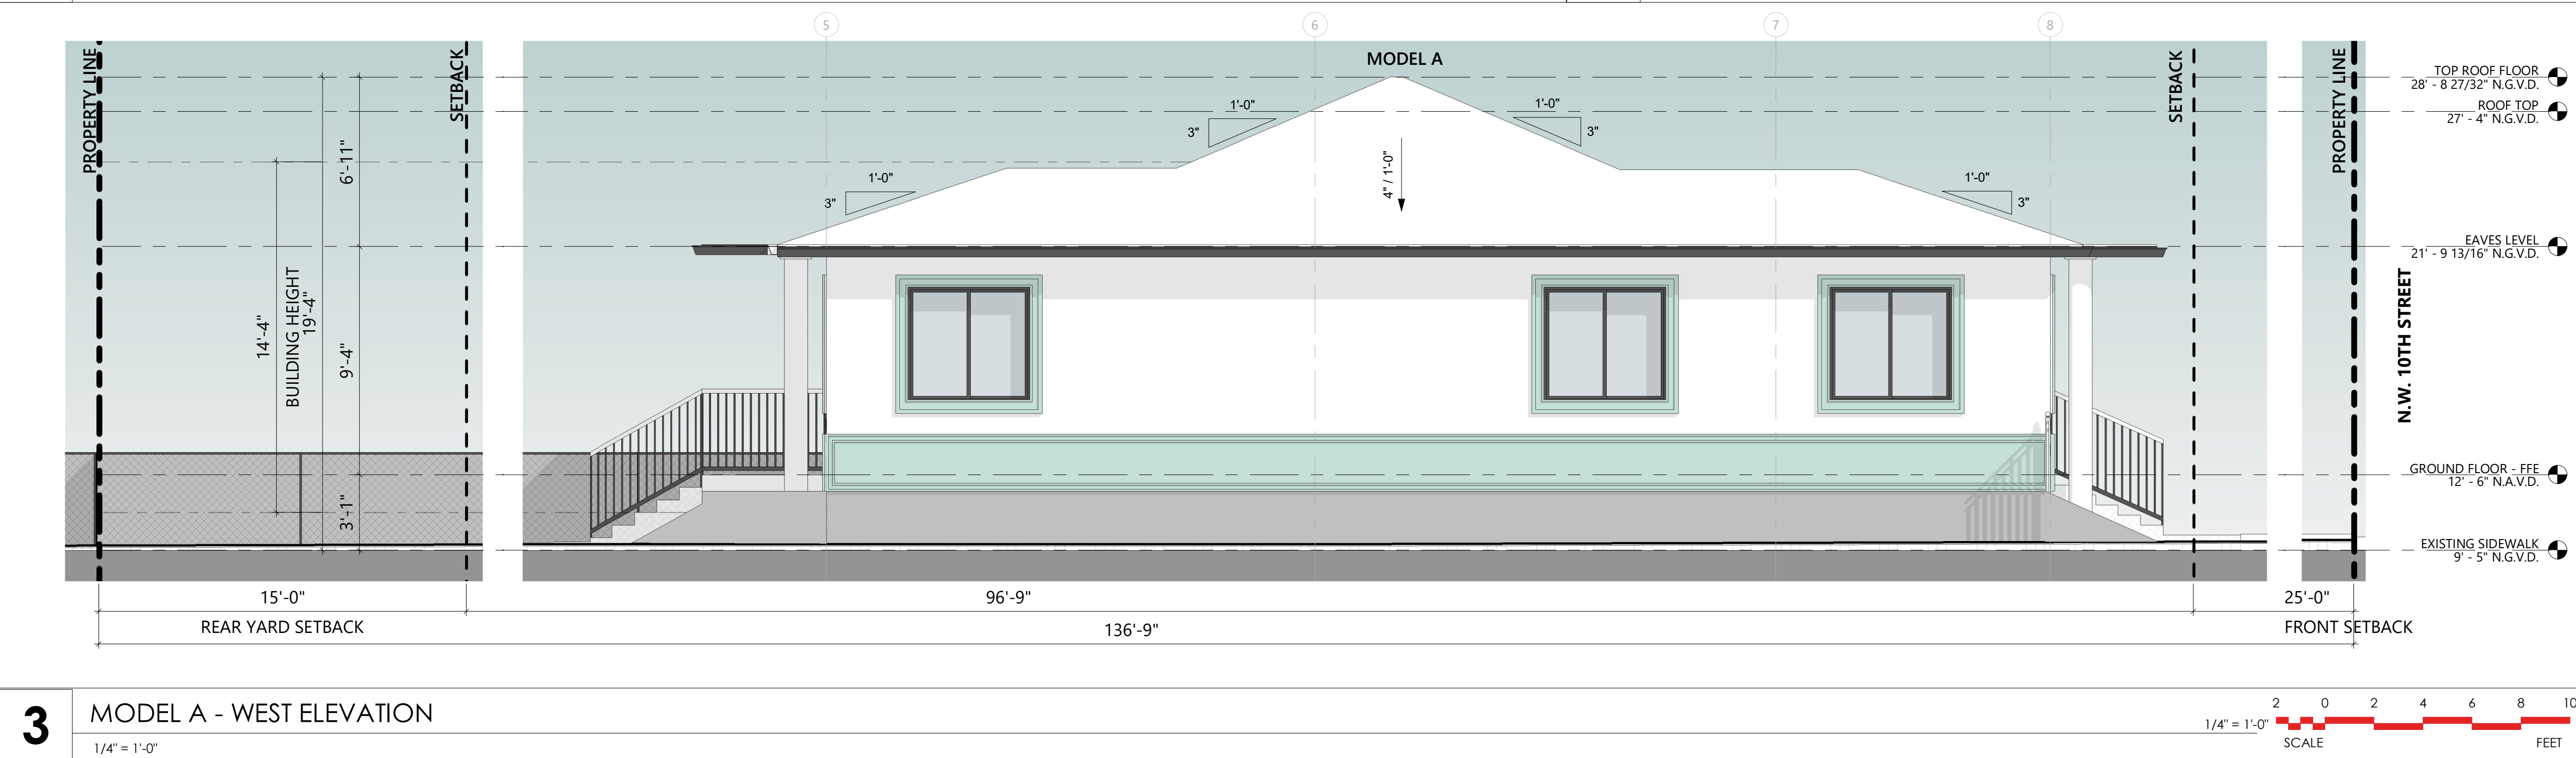 5
6
7
8
MODEL A
PROPERTY LINE
SETBACK
SETBACK
PROPERTY LINE
TOP ROOF FLOOR
28' - 8 27/32" N.G.V.D.
ROOF TOP
27' - 4" N.G.V.D.
1'-0"
3"
1'-0"
3"
6'-11"
4" / 1'-0"
1'-0"
3"
1'-0"
3"
EAVES LEVEL
21' - 9 13/16" N.G.V.D.
14'-4"
BUILDING HEIGHT
19'-4"
9'-4"
N.W. 10TH STREET
GROUND FLOOR - FFE
12' - 6" N.A.V.D.
3'-1"
EXISTING SIDEWALK
9' - 5" N.G.V.D.
15'-0"
96'-9"
25'-0"
REAR YARD SETBACK
136'-9"
FRONT SETBACK
3
MODEL A - WEST ELEVATION
1/4" = 1'-0"
2 0 2 4 6 8 10
1/4" = 1'-0"
SCALE FEET